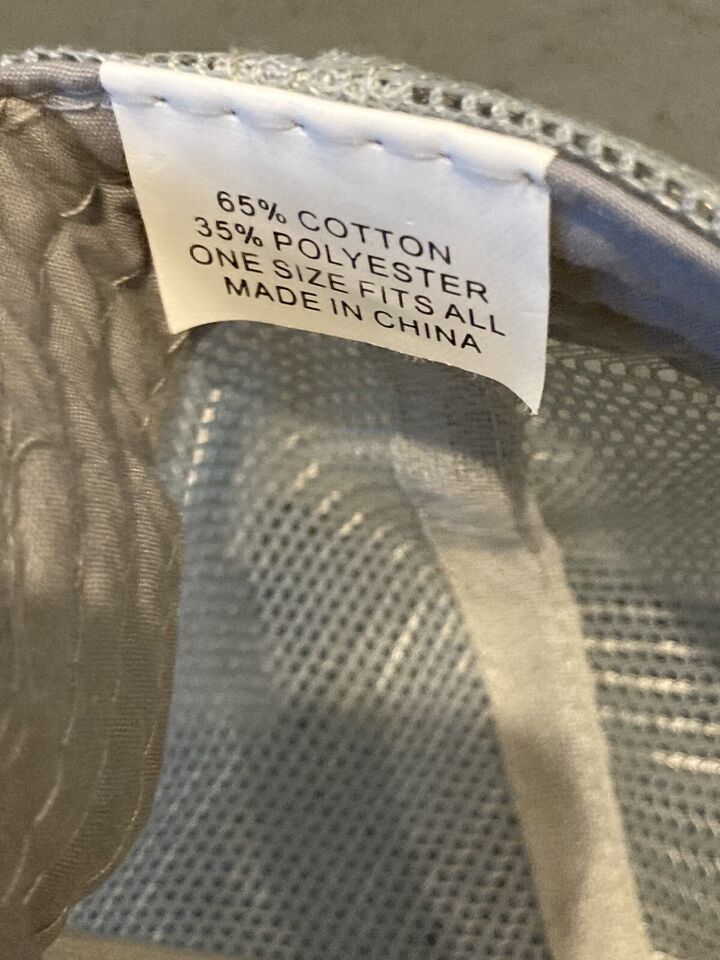 65% COTTON
35% POLYESTER
ONE SIZE FITS ALL
MADE IN CHINA